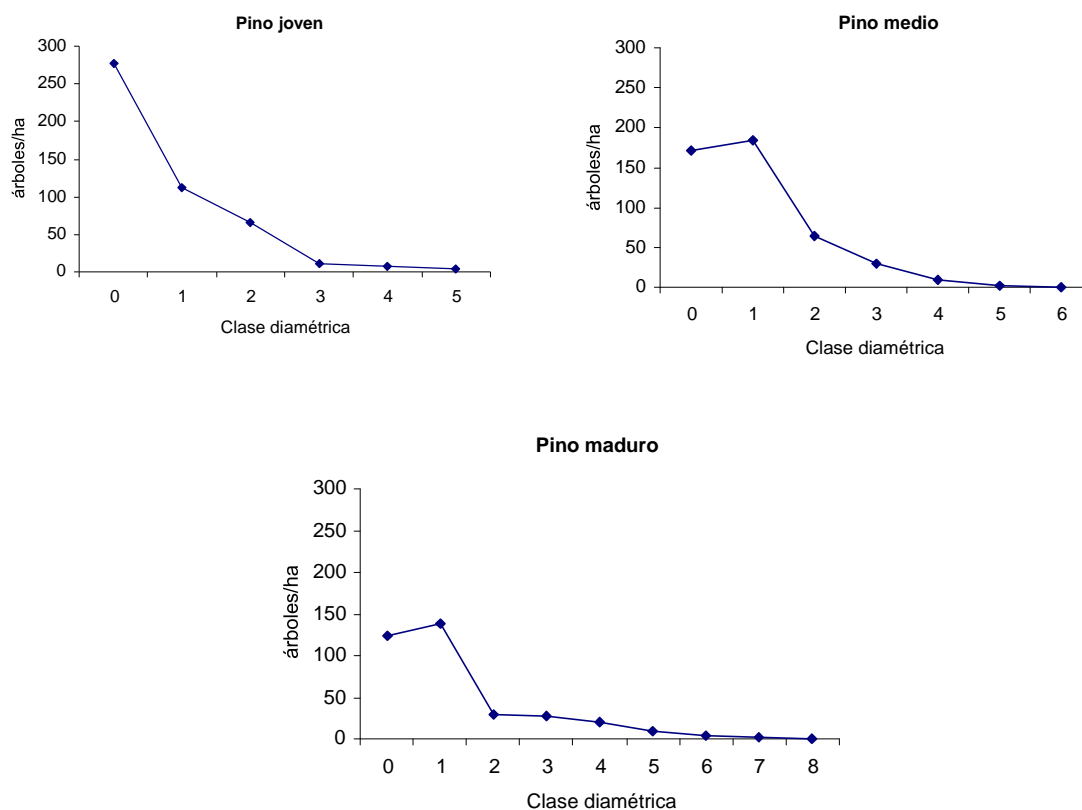 Pino joven
300
250
200
150
100
50
0
árboles/ha
0 1 2 3 4 5
Clase diamétrica
Pino medio
300
250
200
150
100
50
0
árboles/ha
0 1 2 3 4 5 6
Clase diamétrica
Pino maduro
300
250
200
150
100
50
0
árboles/ha
0 1 2 3 4 5 6 7 8
Clase diamétrica